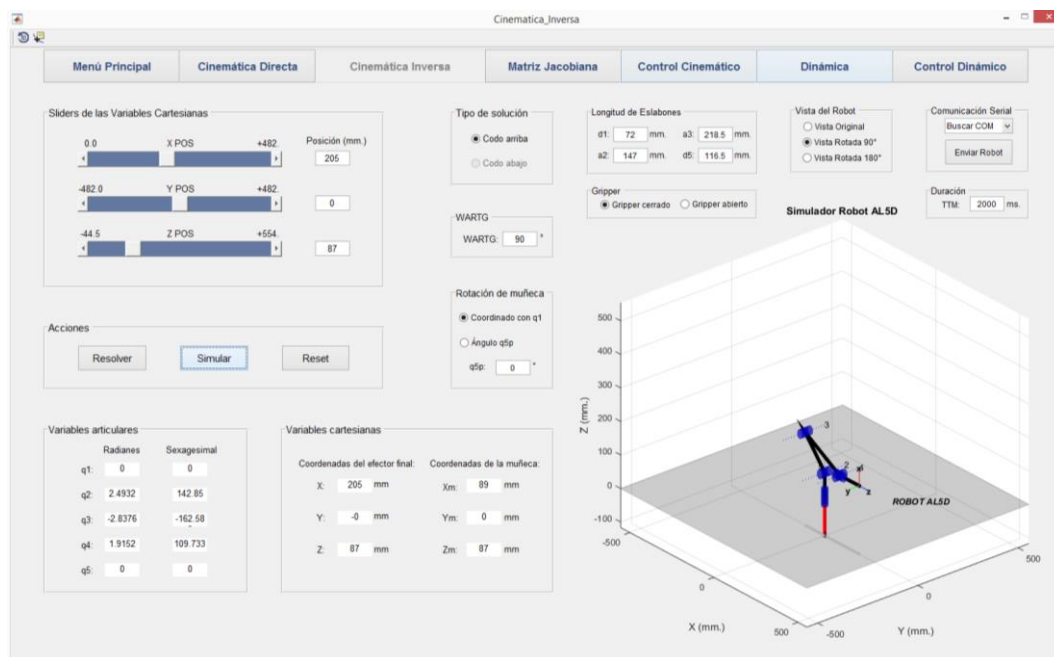 Cinematica_Inversa
Menú Principal
Cinemática Directa
Cinemática Inversa
Matriz Jacobiana
Control Cinemático
Dinámica
Control Dinámico
Sliders de las Variables Cartesianas
0.0 X POS +482. Posición (mm.)
205
-482.0 Y POS +482.
0
-44.5 Z POS +554.
87
Tipo de solución
Codo arriba
Codo abajo
WARTG
WARTG: 90 °
Rotación de muñeca
Coordinado con q1
Ángulo q5p
q5p: 0 °
Longitud de Eslabones
d1: 72 mm. a3: 218.5 mm.
a2: 147 mm. d5: 116.5 mm.
Gripper
Gripper cerrado Gripper abierto
Vista del Robot
Vista Original
Vista Rotada 90°
Vista Rotada 180°
Comunicación Serial
Buscar COM
Enviar Robot
Duración
TTM: 2000 ms.
Acciones
Resolver
Simular
Reset
Variables articulares
Radianes Sexagesimal
q1: 0 0
q2: 2.4932 142.85
q3: -2.8376 -162.58
q4: 1.9152 109.733
q5: 0 0
Variables cartesianas
Coordenadas del efector final: Coordenadas de la muñeca:
X: 205 mm Xm: 89 mm
Y: -0 mm Ym: 0 mm
Z: 87 mm Zm: 87 mm
Simulador Robot AL5D
500
400
300
200
100
0
-100
Z (mm.)
3
2
y
z
ROBOT AL5D
-500
0
500
X (mm.)
-500
0
500
Y (mm.)